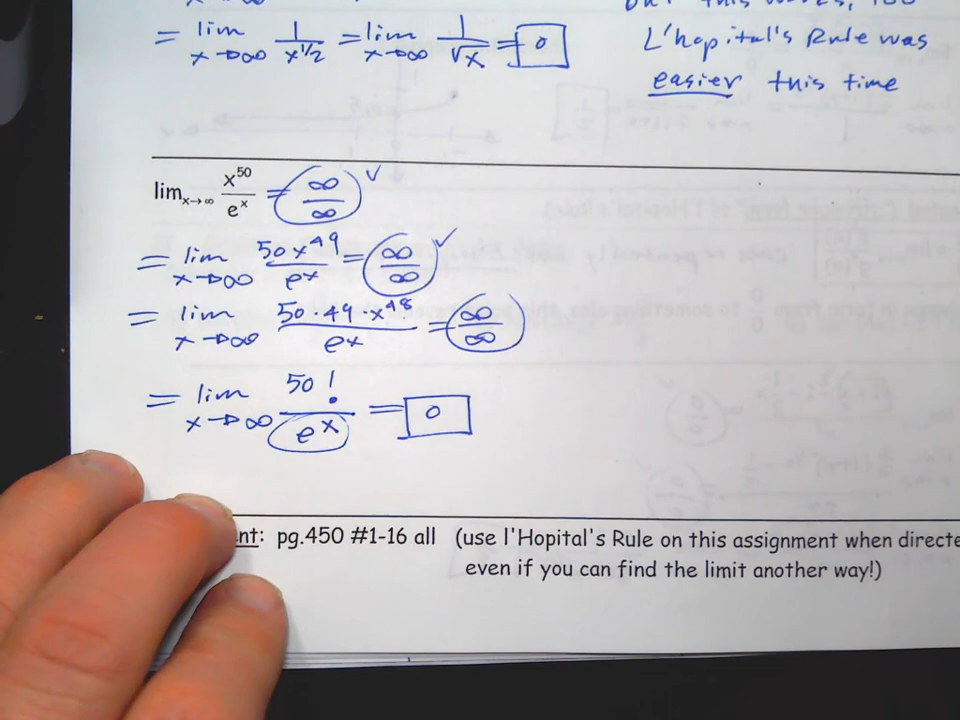 = lim x→∞ 1/x^1/2 = lim x→∞ 1/√x = 0
L'hopital's Rule was
easier this time
lim x→∞ x^50/e^x = ∞/∞ ✓
= lim x→∞ 50x^49/e^x = ∞/∞ ✓
= lim x→∞ 50·49·x^48/e^x = ∞/∞
= lim x→∞ 50!/e^x = 0
nt: pg.450 #1-16 all (use l'Hopital's Rule on this assignment when directe
even if you can find the limit another way!)